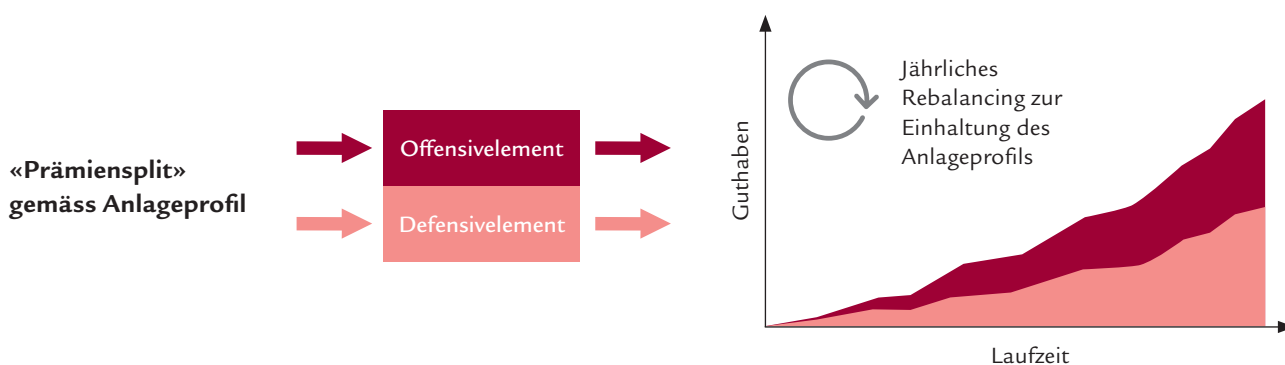 «Prämiensplit»
gemäss Anlageprofil
Offensivelement
Defensivelement
Guthaben
Jährliches
Rebalancing zur
Einhaltung des
Anlageprofils
Laufzeit